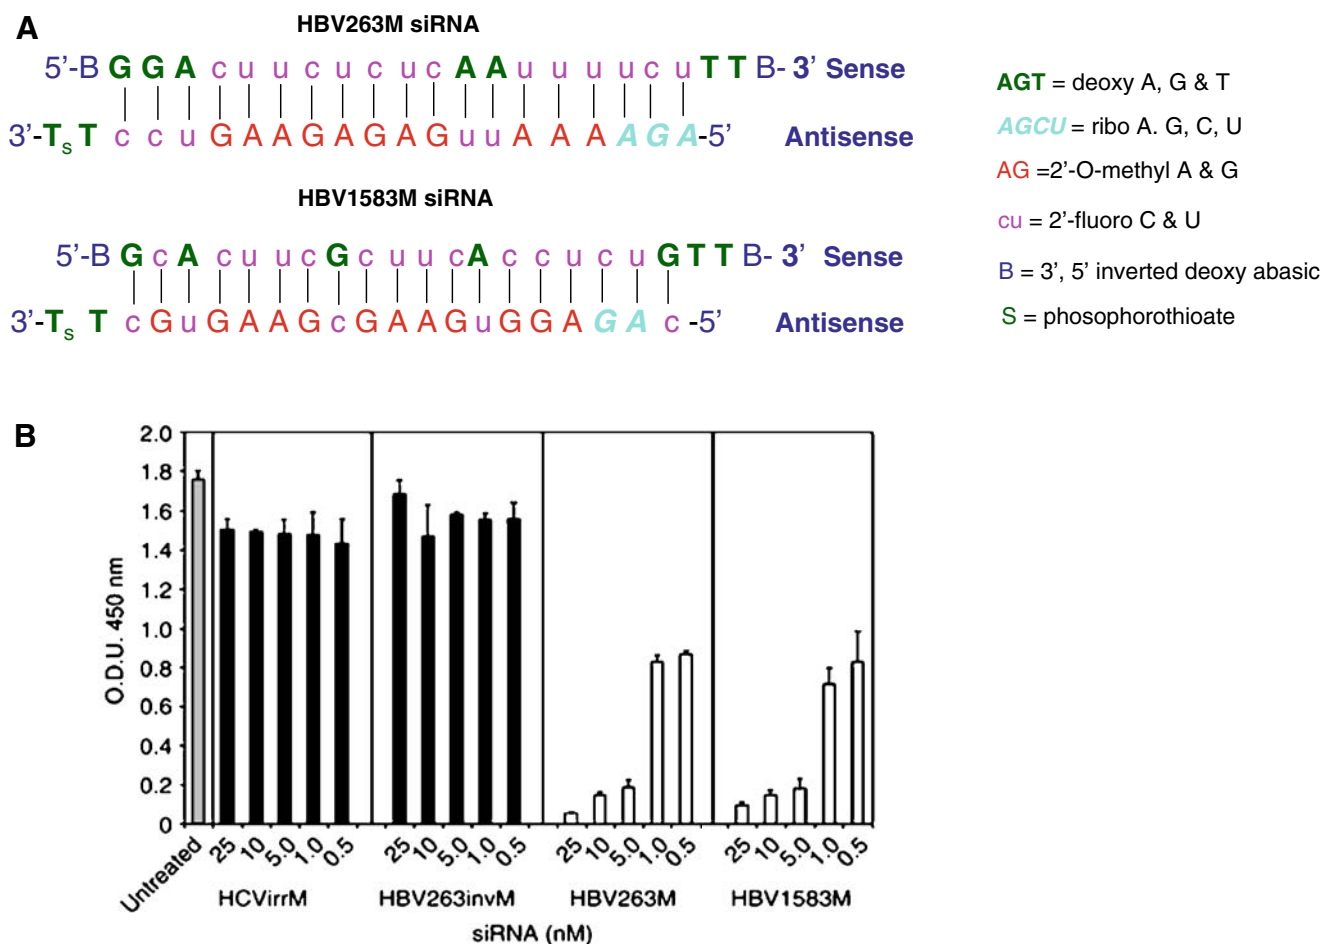 A
HBV263M siRNA
5’-B G G A c u u c u c u c A A u u u u c u T T B- 3’ Sense
3’-TS T c c u G A A G A G A G u u A A A A G A-5’ Antisense
HBV1583M siRNA
5’-B G c A c u u c G c u u c A c c u c u G T T B- 3’ Sense
3’-TS T c G u G A A G c G A A G u G G A G A c -5’ Antisense
AGT = deoxy A, G & T
AGCU = ribo A. G, C, U
AG =2’-O-methyl A & G
cu = 2’-fluoro C & U
B = 3’, 5’ inverted deoxy abasic
S = phosophorothioate
B
O.D.U. 450 nm
2.0
1.8
1.6
1.4
1.2
1.0
0.8
0.6
0.4
0.2
0
Untreated 25 10 5.0 1.0 0.5 25 10 5.0 1.0 0.5 25 10 5.0 1.0 0.5 25 10 5.0 1.0 0.5
HCVirrM HBV263invM HBV263M HBV1583M
siRNA (nM)